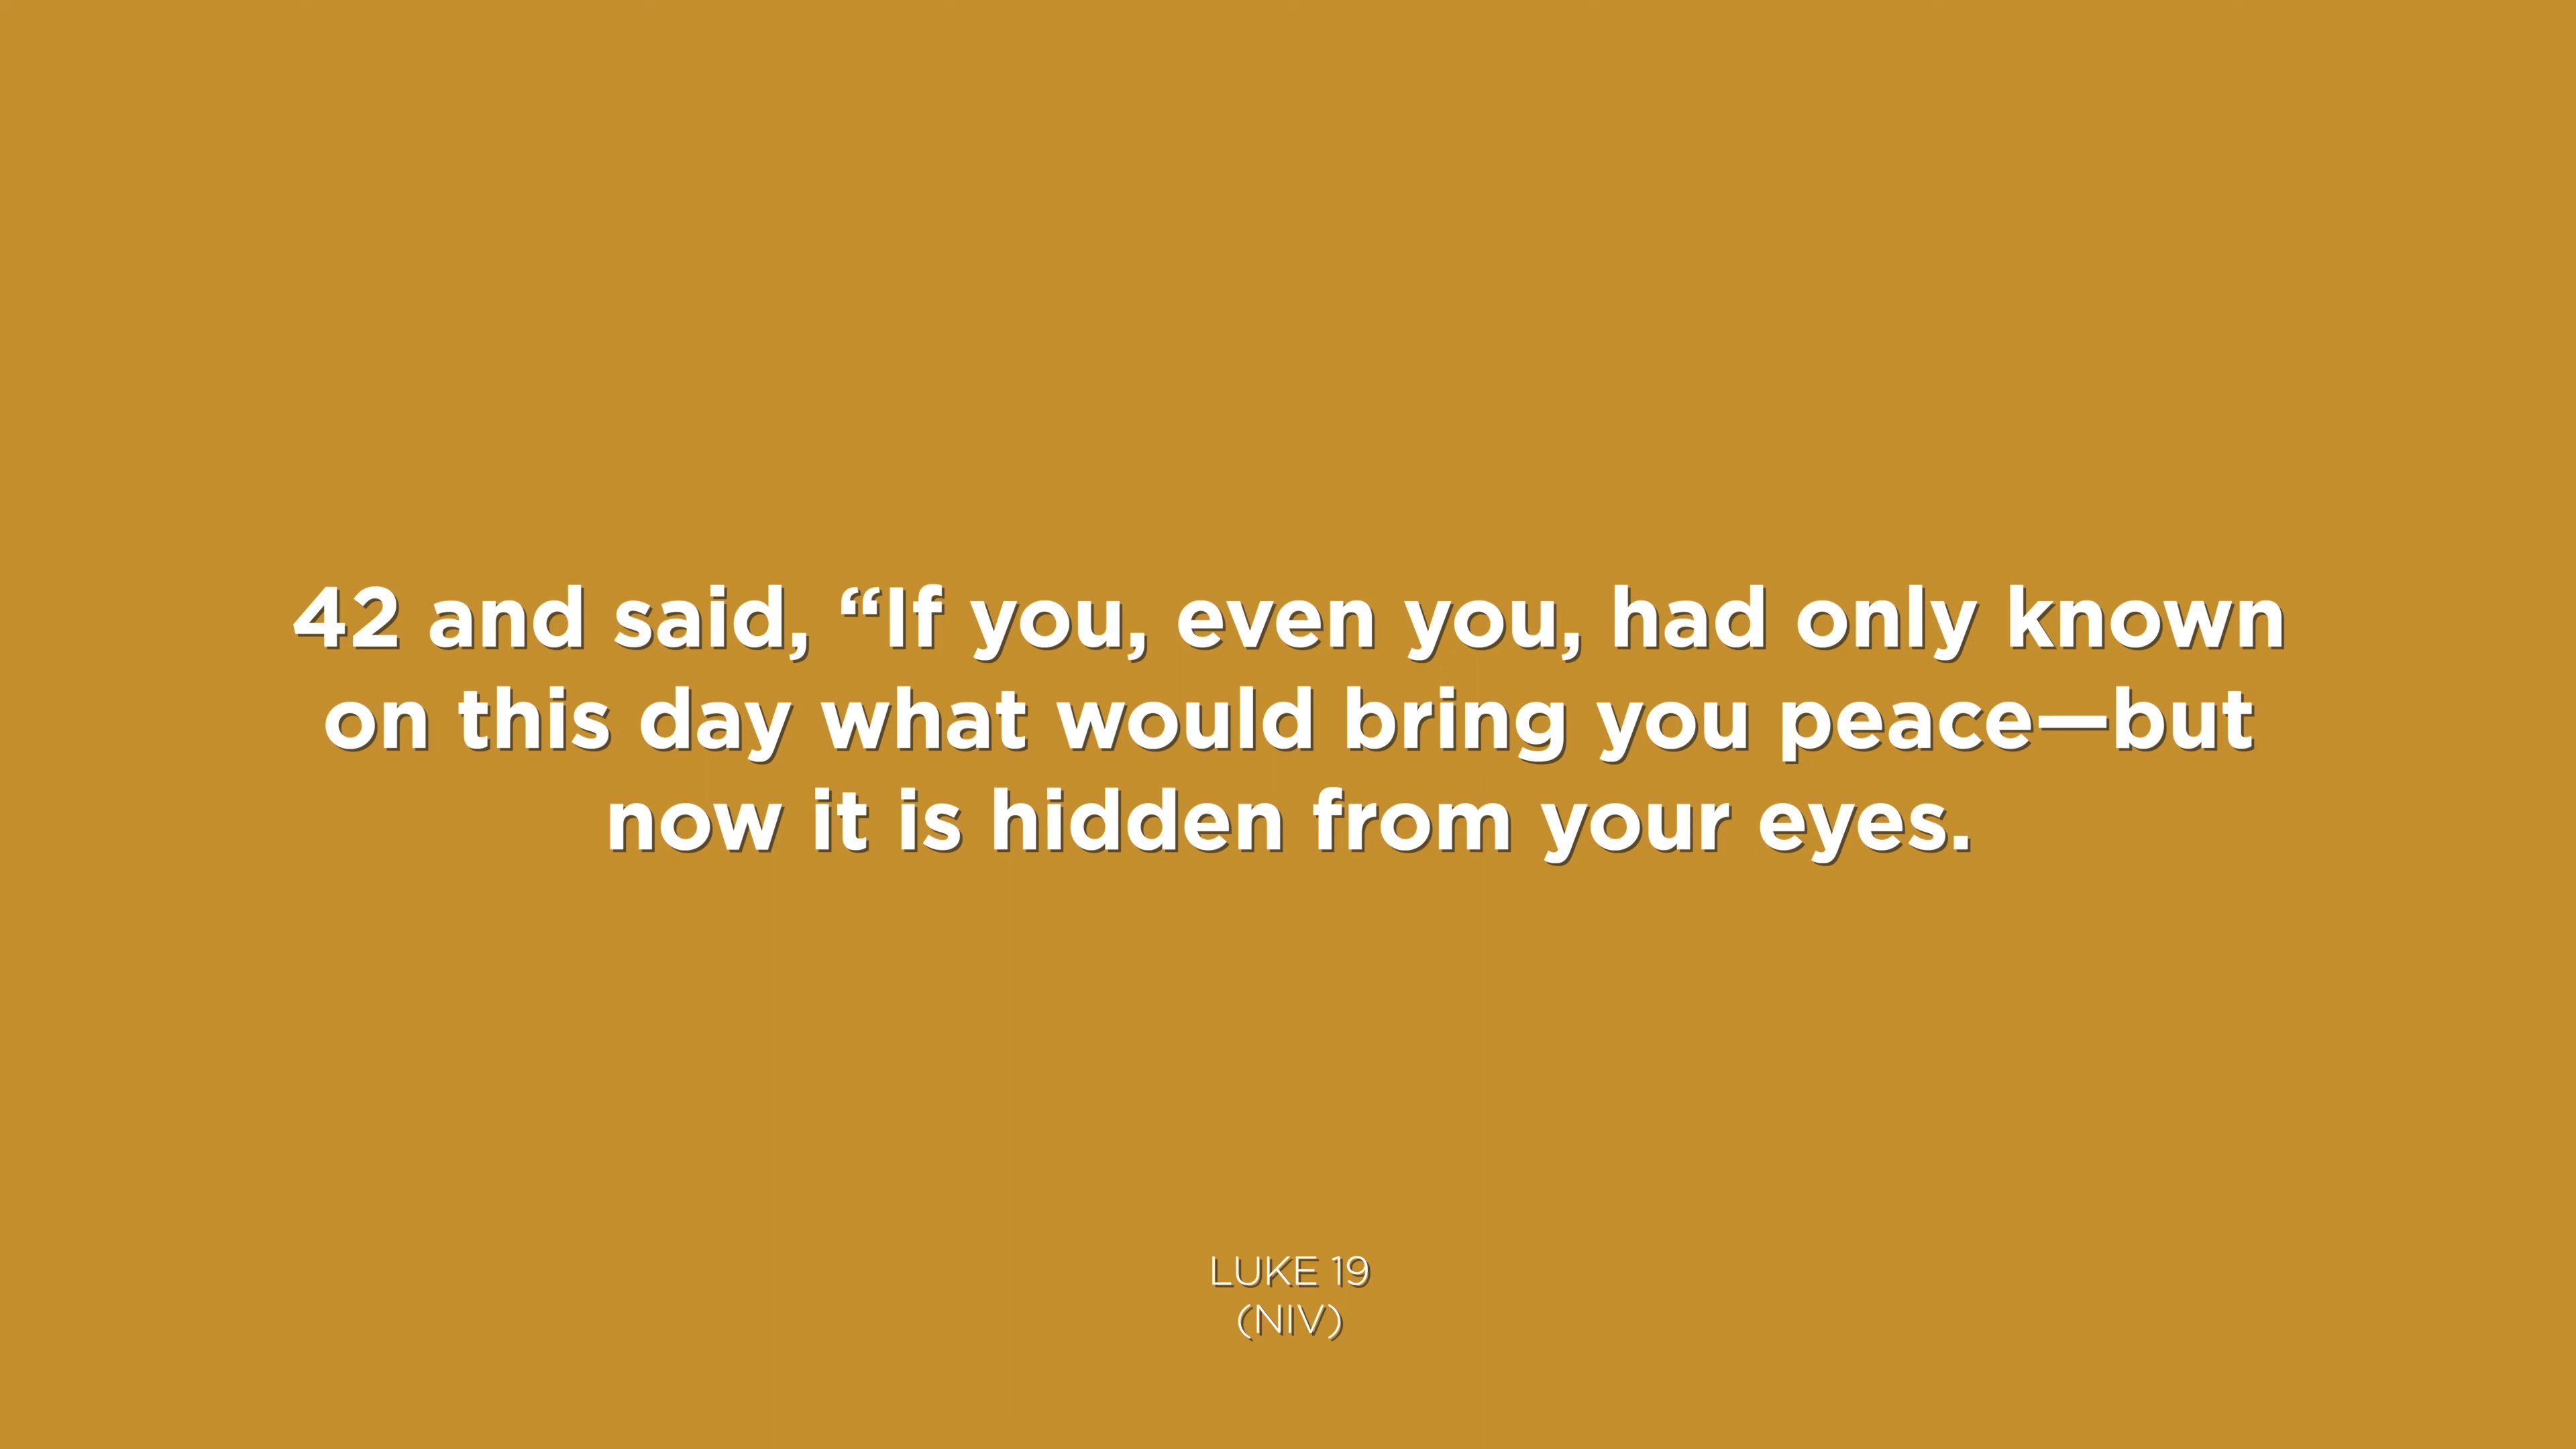 42 and said, “If you, even you, had only known
on this day what would bring you peace—but
now it is hidden from your eyes.
LUKE 19
(NIV)